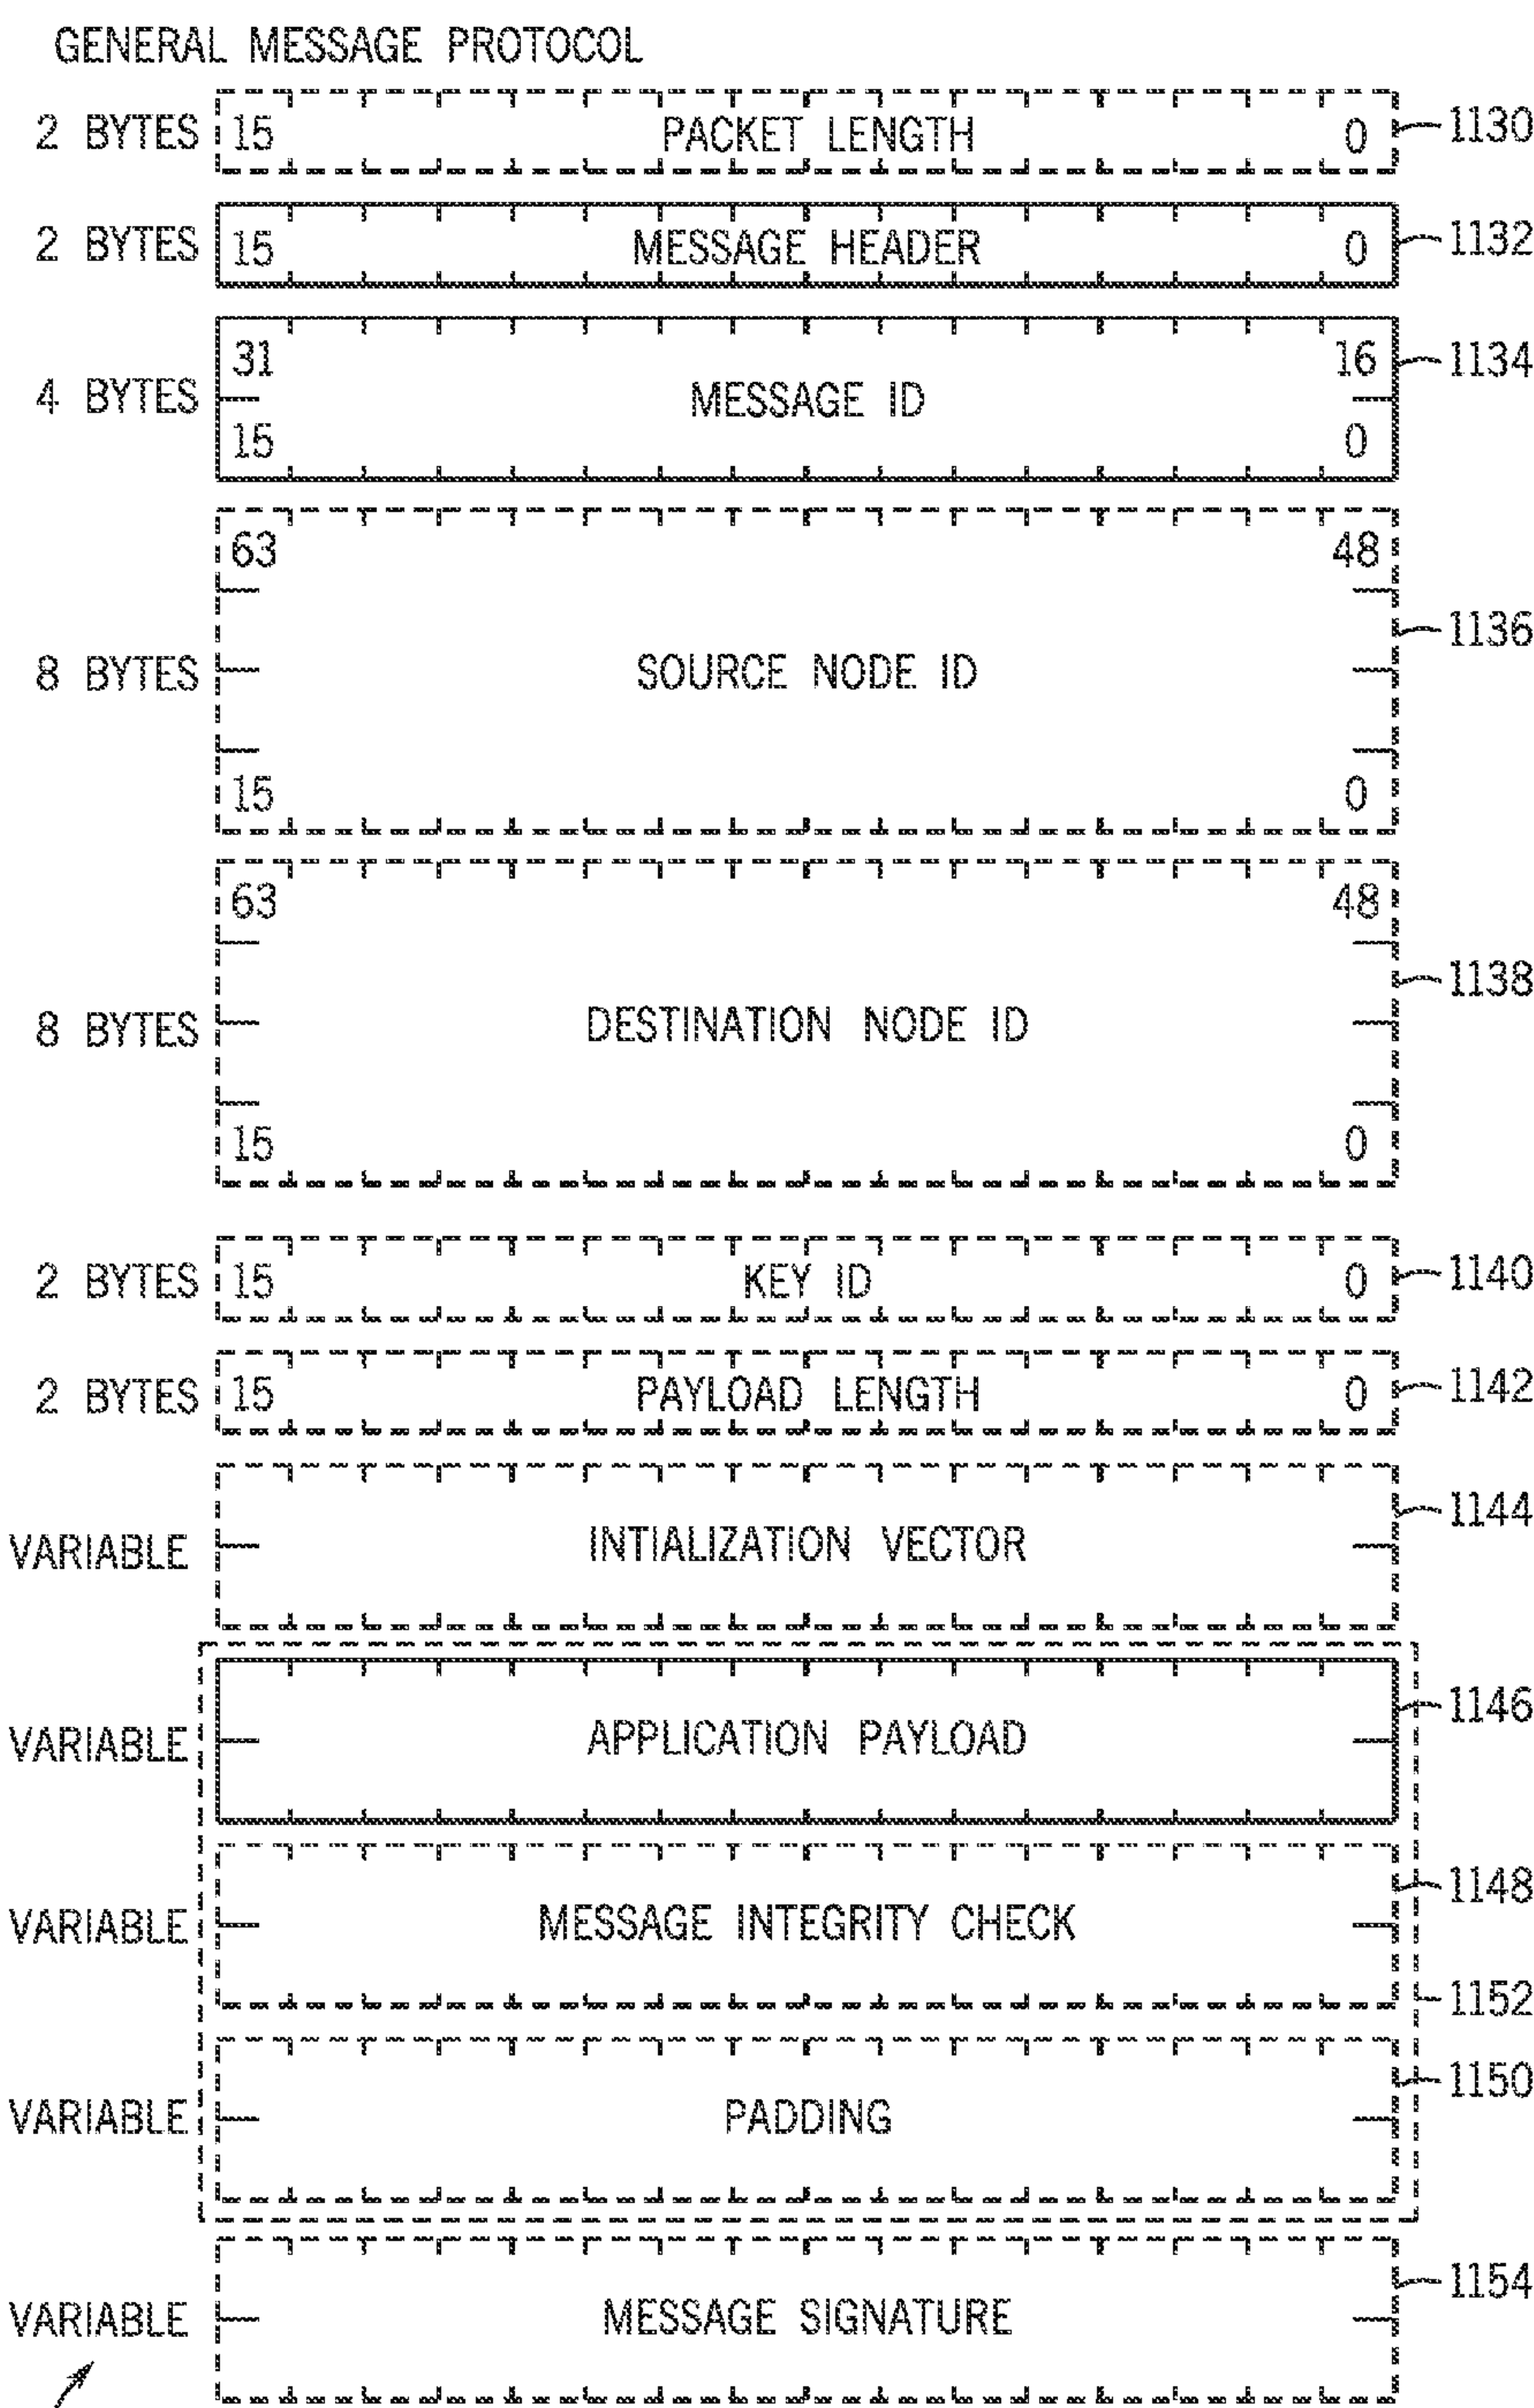 GENERAL MESSAGE PROTOCOL
2 BYTES 15 PACKET LENGTH 0 1130
2 BYTES 15 MESSAGE HEADER 0 1132
31 16 1134
4 BYTES MESSAGE ID
15 0
63 48
1136
8 BYTES SOURCE NODE ID
15 0
63 48
1138
8 BYTES DESTINATION NODE ID
15 0
2 BYTES 15 KEY ID 0 1140
2 BYTES 15 PAYLOAD LENGTH 0 1142
1144
VARIABLE INTIALIZATION VECTOR
1146
VARIABLE APPLICATION PAYLOAD
1148
VARIABLE MESSAGE INTEGRITY CHECK
1152
1150
VARIABLE PADDING
1154
VARIABLE MESSAGE SIGNATURE